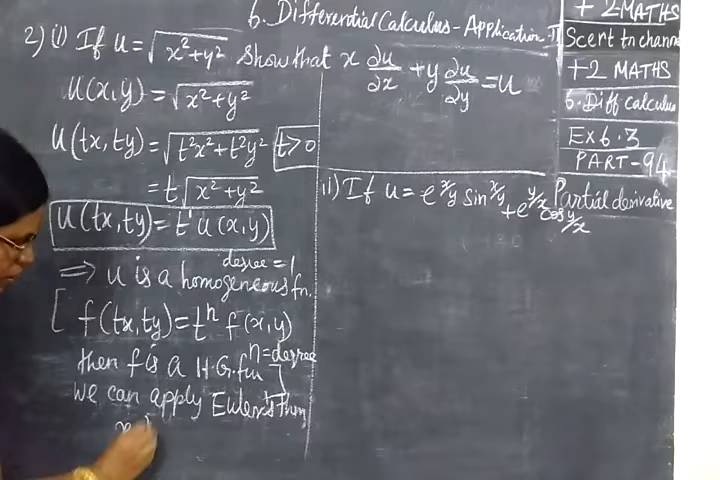 6. Differential Calculus - Application II
2) (i) If u = √(x²+y²) show that x ∂u/∂x + y ∂u/∂y = u
u(x,y) = √(x²+y²)
u(tx,ty) = √(t²x²+t²y²) t>0
= t√(x²+y²)
u(tx,ty) = t¹ u(x,y)
degree = 1
⇒ u is a homogeneous fn.
[ f(tx,ty) = tⁿ f(x,y)
n = degree
then f is a H.G. fun ]
we can apply Euler's thm
x ∂
ii) If u = e^(x/y) sin x/y + e^(y/x) cos y/x
+2 MATHS
Scert tn channel
+2 MATHS
6. Diff calculus
Ex 6.3
PART-94
Partial derivative